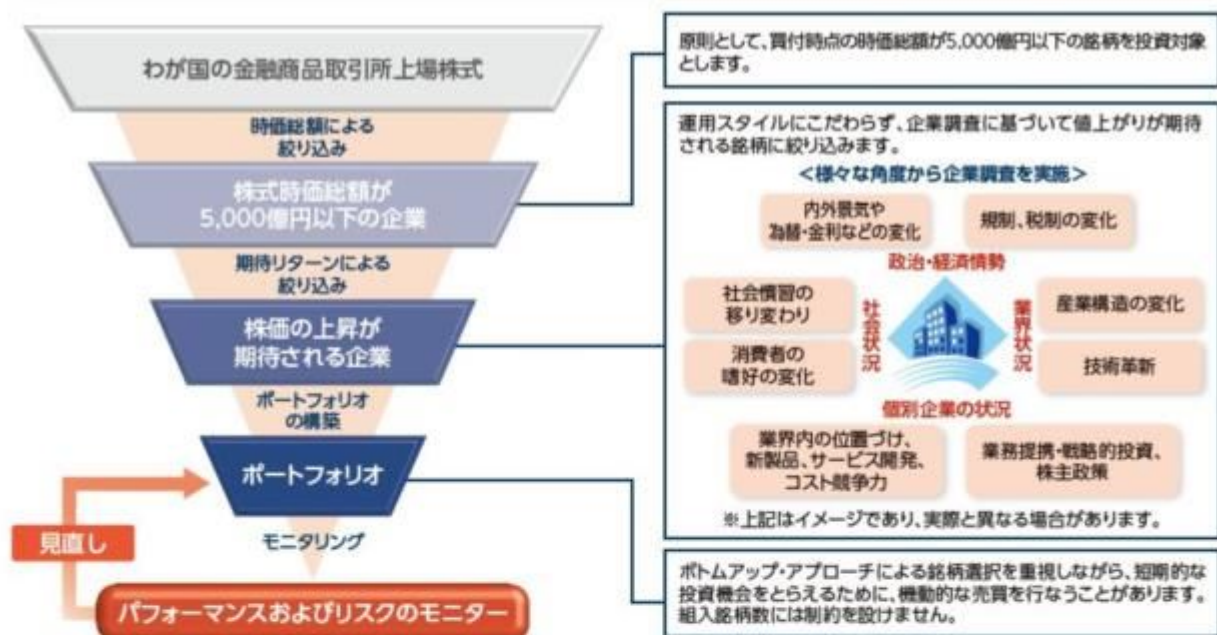 わが国の金融商品取引所上場株式
時価総額による
絞り込み
株式時価総額が
5,000億円以下の企業
期待リターンによる
絞り込み
株価の上昇が
期待される企業
ポートフォリオ
の構築
ポートフォリオ
見直し
モニタリング
パフォーマンスおよびリスクのモニター
原則として、買付時点の時価総額が5,000億円以下の銘柄を投資対象
とします。
運用スタイルにこだわらず、企業調査に基づいて値上がりが期待
される銘柄に絞り込みます。
<様々な角度から企業調査を実施>
内外景気や
為替・金利などの変化
規制、税制の変化
政治・経済情勢
社会慣習の
移り変わり
消費者の
嗜好の変化
社会状況
業界状況
産業構造の変化
技術革新
個別企業の状況
業界内の位置づけ、
新製品、サービス開発、
コスト競争力
業務提携・戦略的投資、
株主政策
※上記はイメージであり、実際と異なる場合があります。
ボトムアップ・アプローチによる銘柄選択を重視しながら、短期的な
投資機会をとらえるために、機動的な売買を行なうことがあります。
組入銘柄数には制約を設けません。